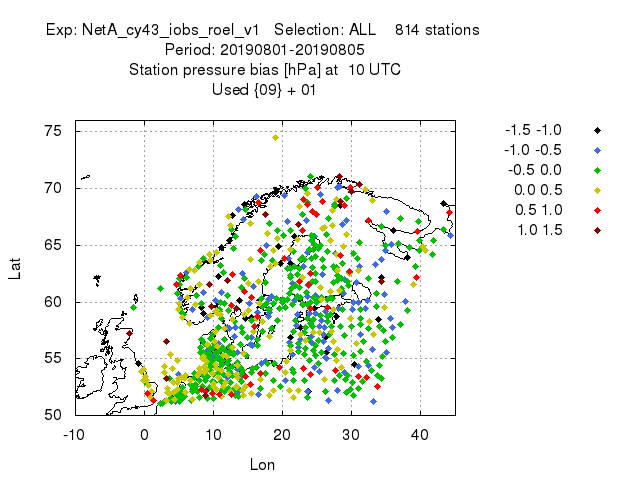 Exp: NetA_cy43_iobs_roel_v1 Selection: ALL 814 stations
Period: 20190801-20190805
Station pressure bias [hPa] at 10 UTC
Used {09} + 01
75
70
65
60
55
50
-10 0 10 20 30 40
Lat
Lon
-1.5 -1.0
-1.0 -0.5
-0.5 0.0
0.0 0.5
0.5 1.0
1.0 1.5